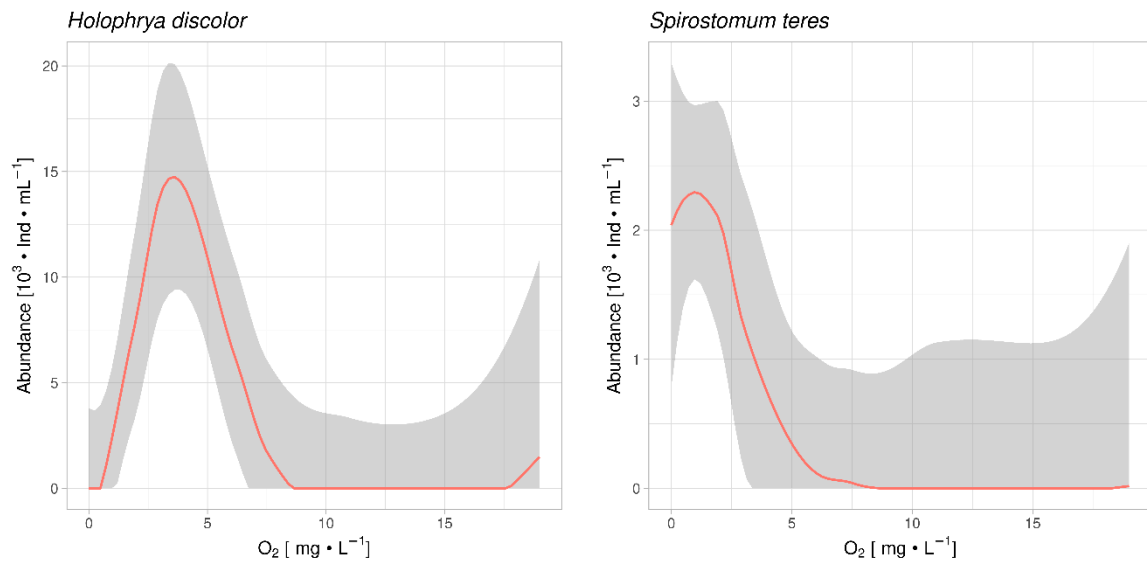 Holophrya discolor
Abundance [10³ • Ind • mL⁻¹]
20
15
10
5
0
0 5 10 15
O₂ [ mg • L⁻¹]
Spirostomum teres
Abundance [10³ • Ind • mL⁻¹]
3
2
1
0
0 5 10 15
O₂ [ mg • L⁻¹]